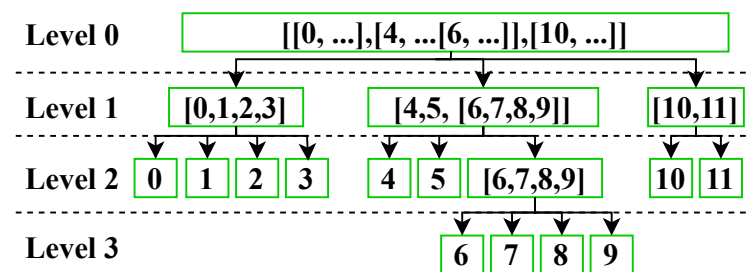 Level 0 [[0, ...],[4, ...[6, ...]],[10, ...]]
Level 1 [0,1,2,3] [4,5, [6,7,8,9]] [10,11]
Level 2 0 1 2 3 4 5 [6,7,8,9] 10 11
Level 3 6 7 8 9